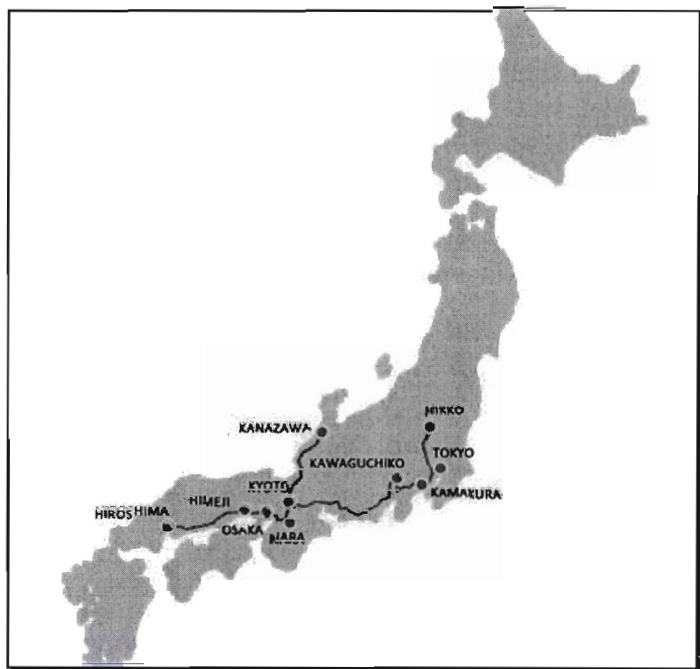 NIKKO
KANAZAWA
TOKYO
KAWAGUCHIKO
KYOTO
KAMAKURA
HIMEJI
HIROSHIMA
OSAKA
NARA